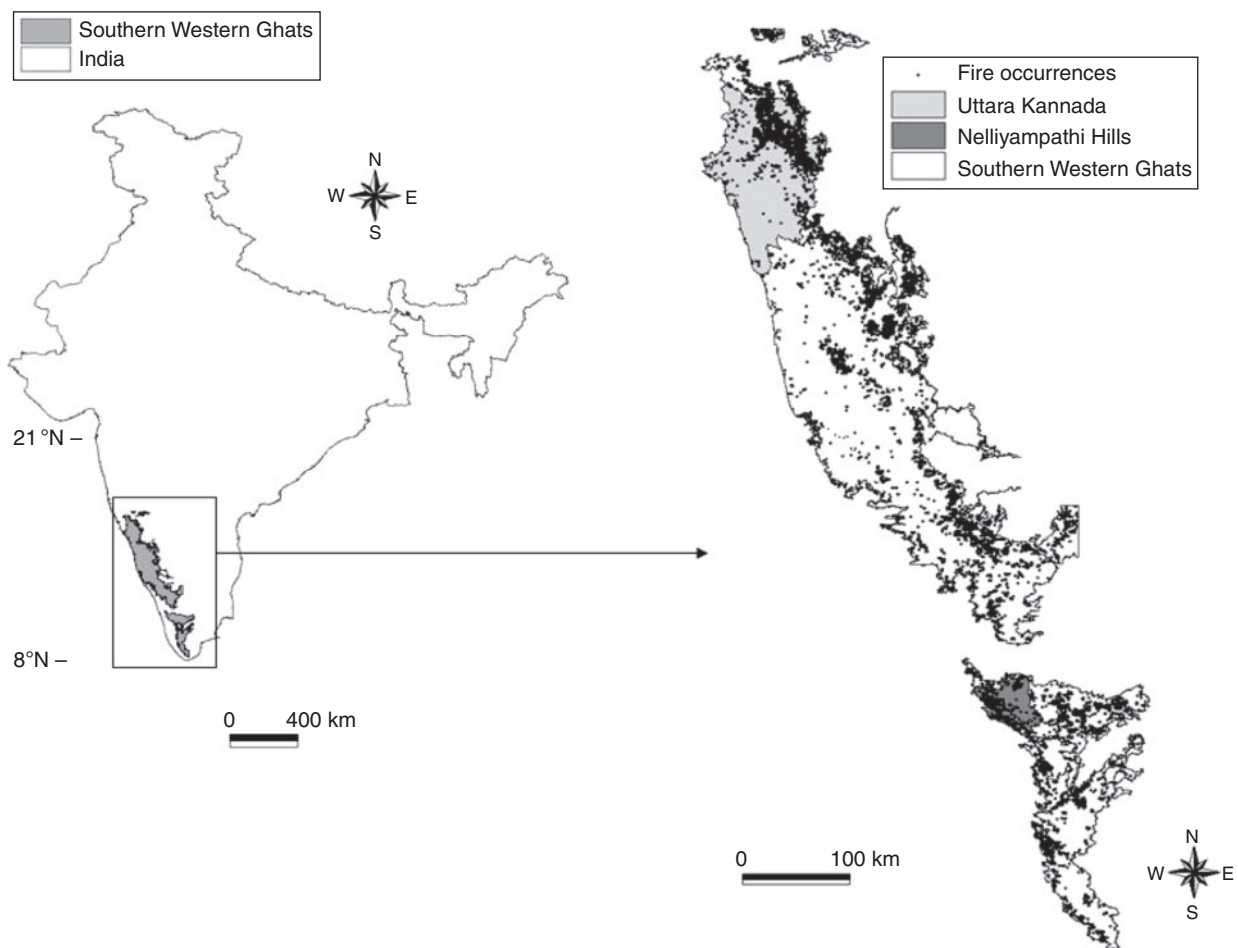 Southern Western Ghats
India
N
W E
S
21 °N –
8°N –
0 400 km
Fire occurrences
Uttara Kannada
Nelliyampathi Hills
Southern Western Ghats
0 100 km
N
W E
S